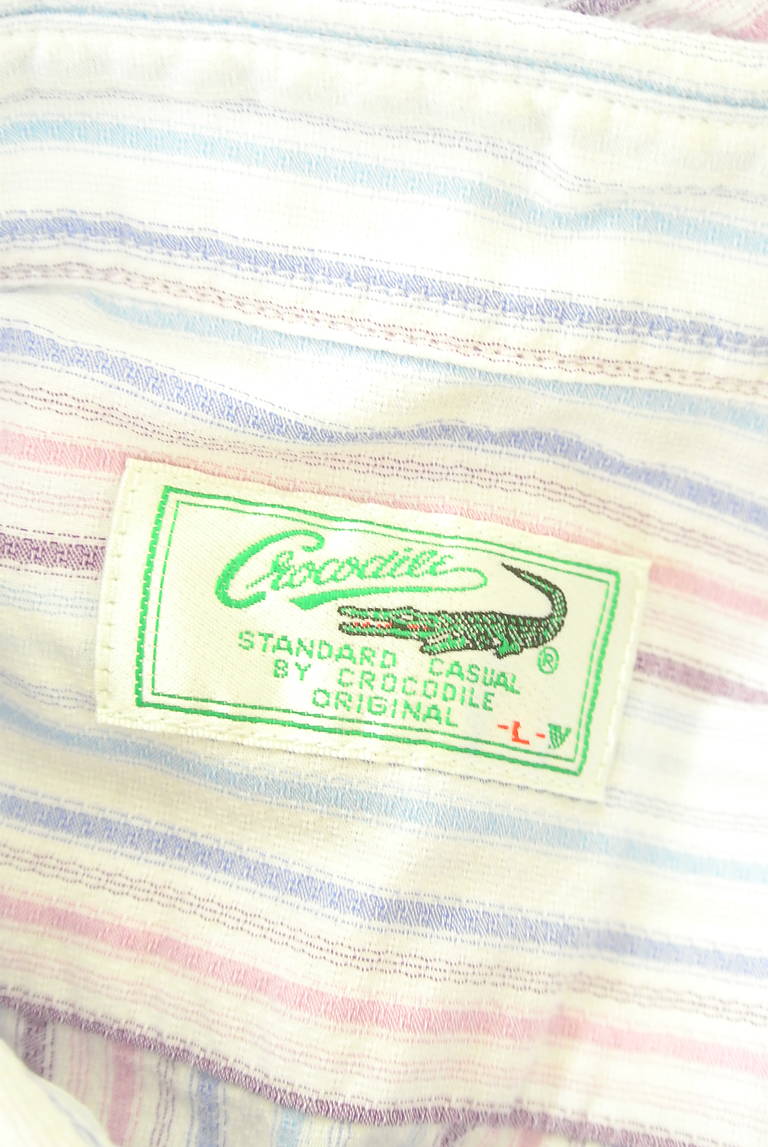 Crocodile
®
STANDARD CASUAL
BY CROCODILE
ORIGINAL
-L-